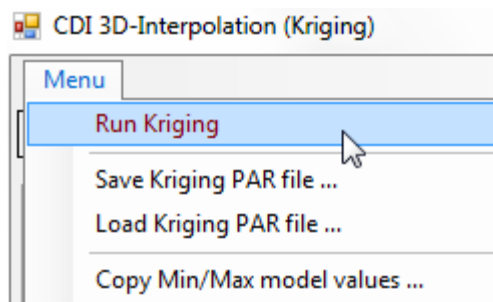 CDI 3D-Interpolation (Kriging)
Menu
Run Kriging
Save Kriging PAR file ...
Load Kriging PAR file ...
Copy Min/Max model values ...